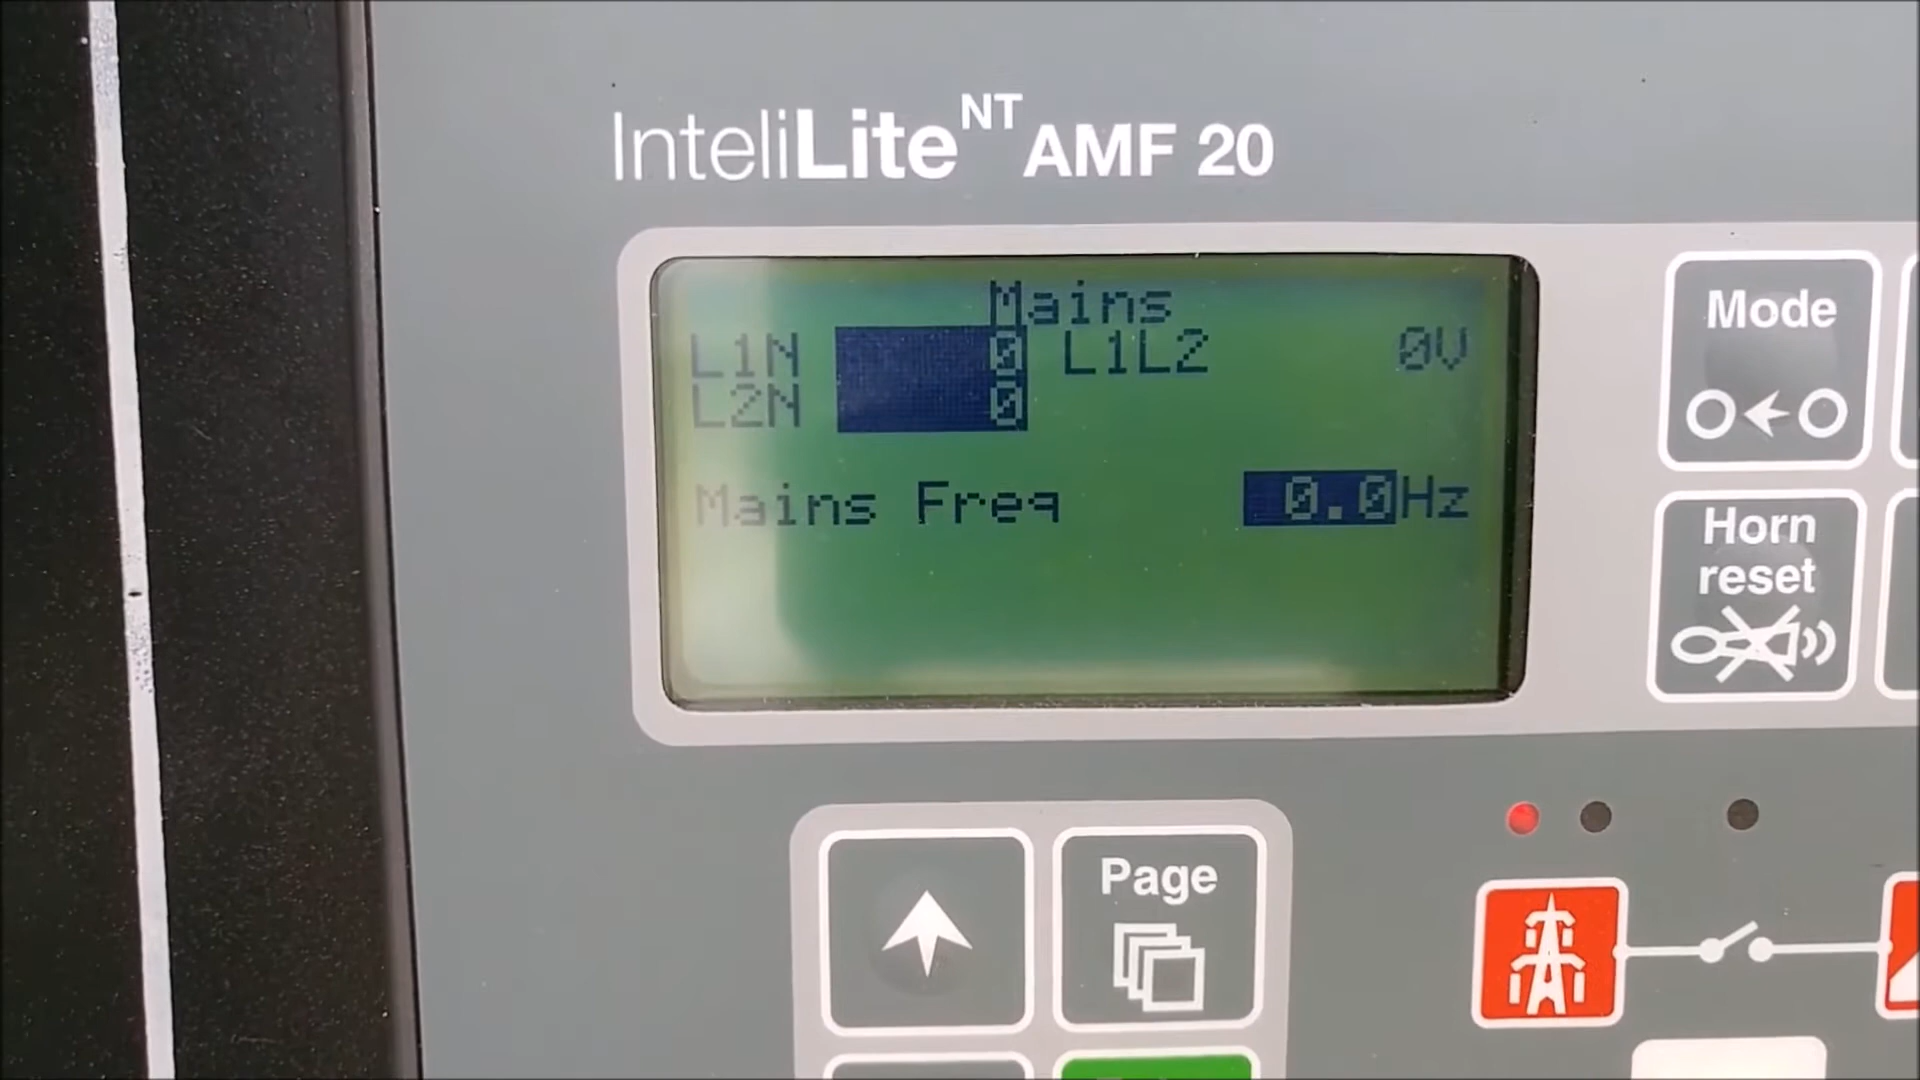 InteliLite NT AMF 20
Mains
L1N 0 L1L2 0V
L2N 0
Mains Freq 0.0Hz
Mode
Horn
reset
Page